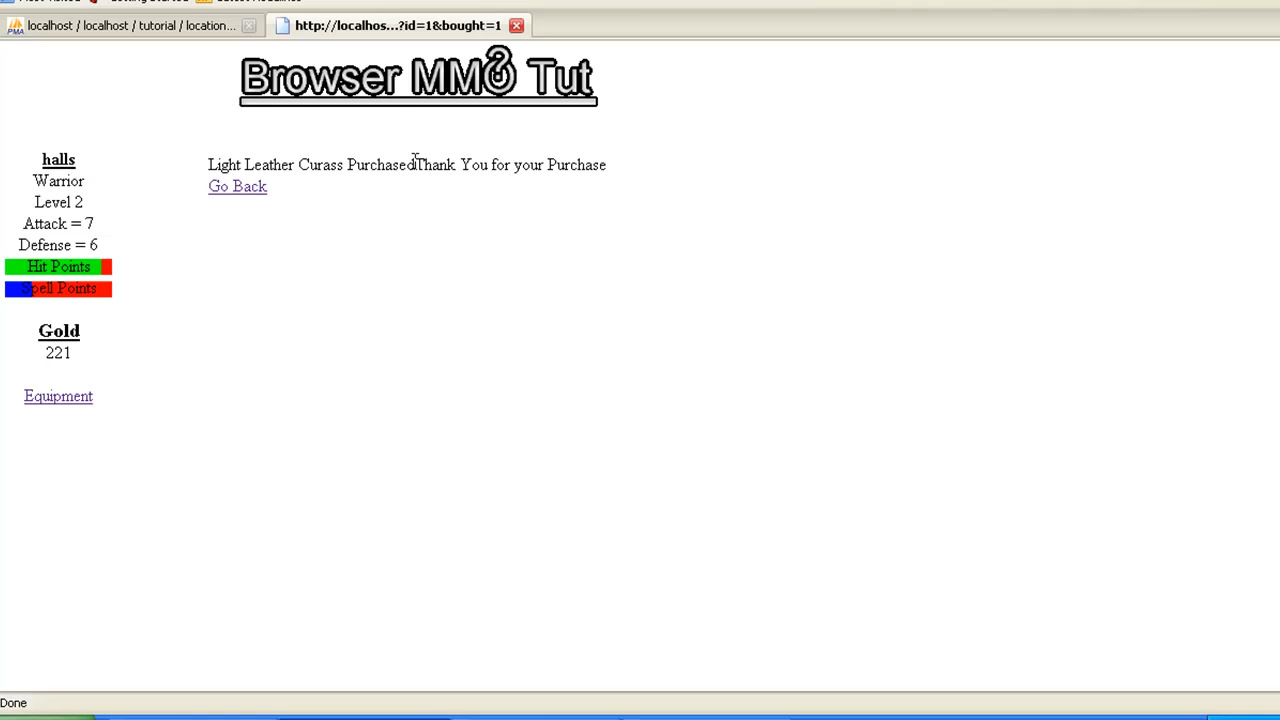 localhost / localhost / tutorial / location...
http://localhos...?id=1&bought=1
PMA
Browser MMO Tut
halls
Warrior
Level 2
Attack = 7
Defense = 6
Hit Points
Spell Points
Gold
221
Equipment
Light Leather Curass PurchasedThank You for your Purchase
Go Back
Done